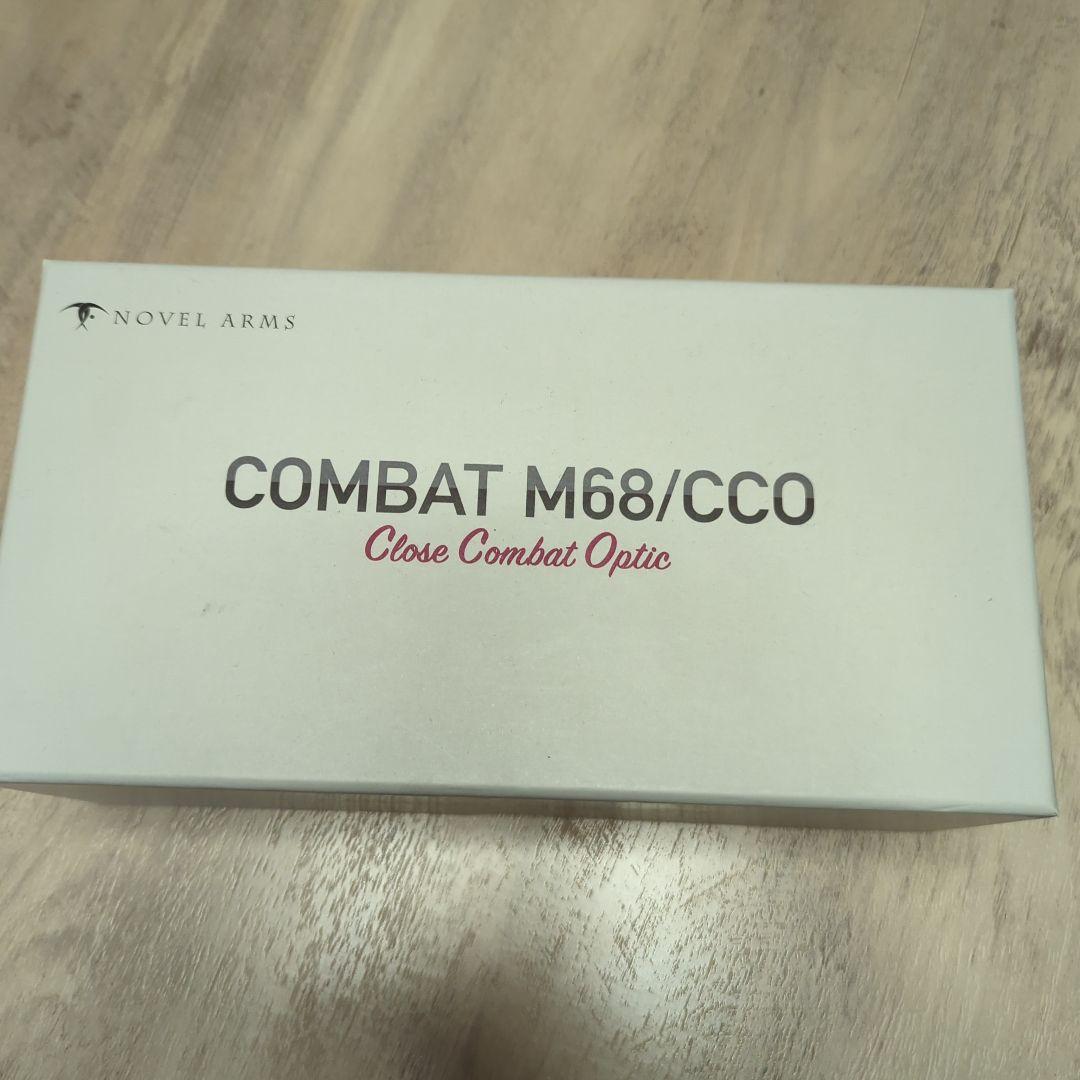 NOVEL ARMS
COMBAT M68/CCO
Close Combat Optic